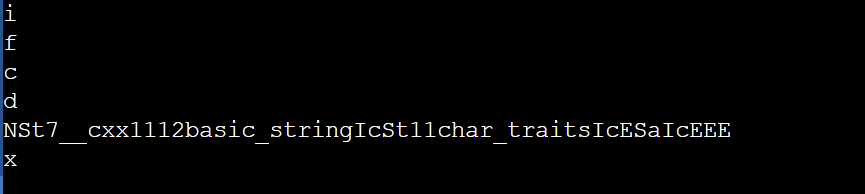 i
f
c
d
NSt7__cxx1112basic_stringIcSt11char_traitsIcESaIcEEE
x